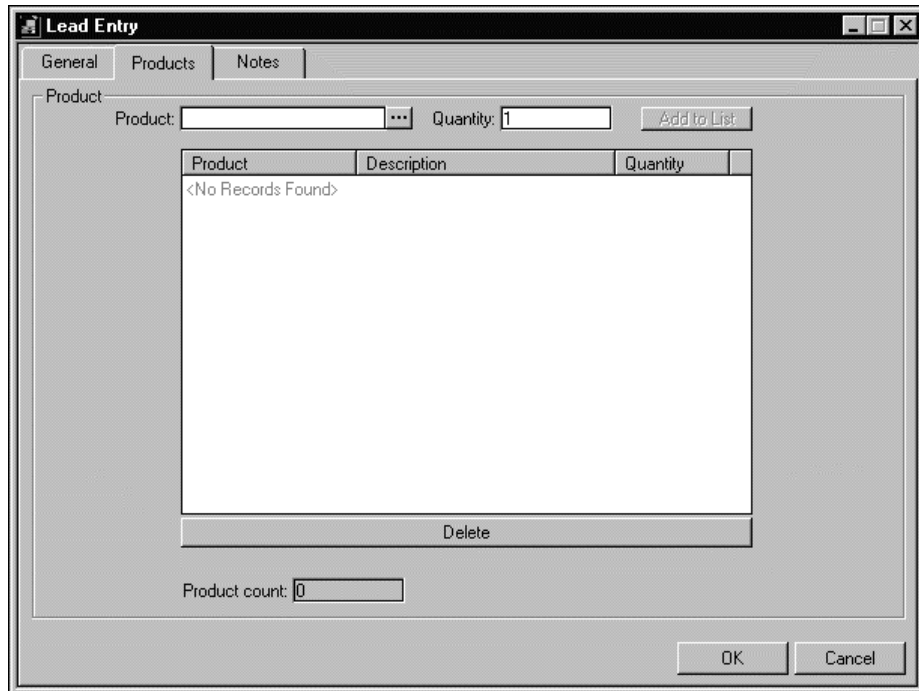 Lead Entry
General Products Notes
Product
Product: ... Quantity: 1 Add to List
Product Description Quantity
<No Records Found>
Delete
Product count: 0
OK Cancel